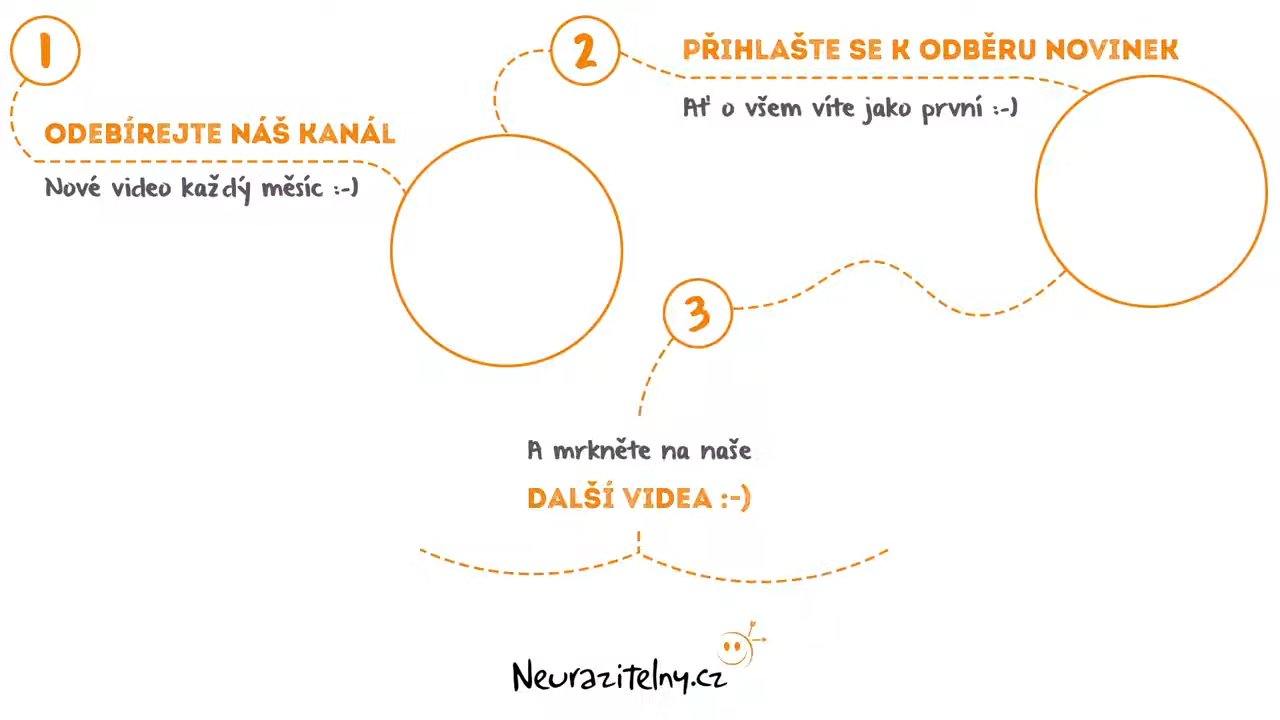 1
ODEBÍREJTE NÁŠ KANÁL
Nové video každý měsíc :-)
2
PŘIHLAŠTE SE K ODBĚRU NOVINEK
Ať o všem víte jako první :-)
3
A mrkněte na naše
DALŠÍ VIDEA :-)
Neurazitelny.cz